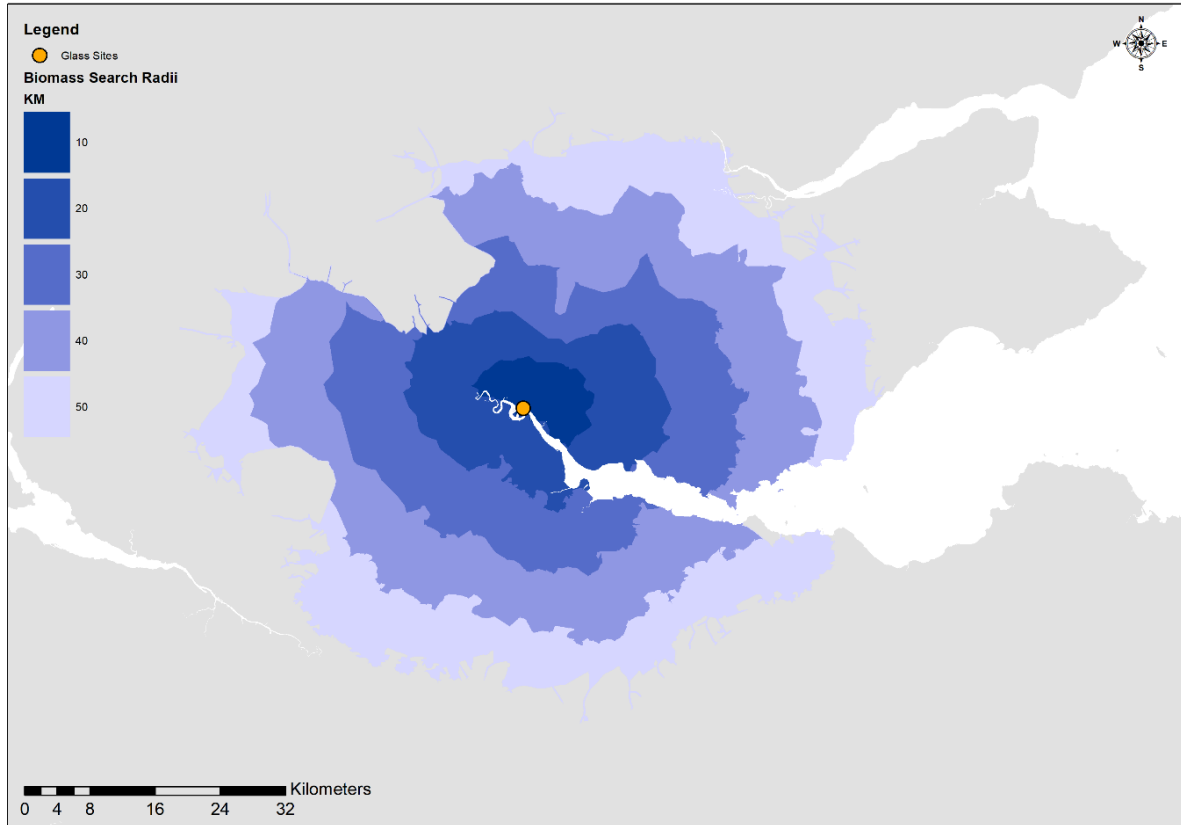 Legend
Glass Sites
Biomass Search Radii
KM
10
20
30
40
50
N
W E
S
Kilometers
0 4 8 16 24 32